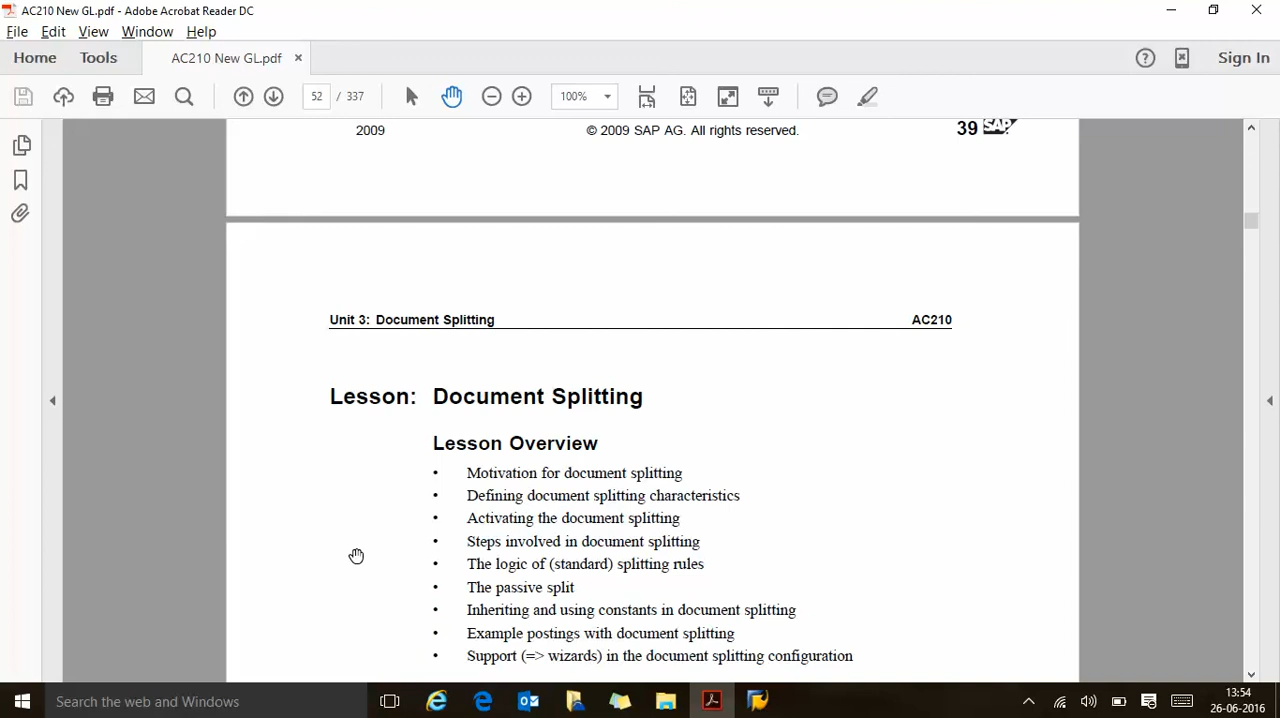 AC210 New GL.pdf - Adobe Acrobat Reader DC
File Edit View Window Help
Home Tools AC210 New GL.pdf × Sign In
52 / 337 100%
2009 © 2009 SAP AG. All rights reserved. 39 SAP
Unit 3: Document Splitting AC210
Lesson: Document Splitting
Lesson Overview
• Motivation for document splitting
• Defining document splitting characteristics
• Activating the document splitting
• Steps involved in document splitting
• The logic of (standard) splitting rules
• The passive split
• Inheriting and using constants in document splitting
• Example postings with document splitting
• Support (=> wizards) in the document splitting configuration
Search the web and Windows
13:54
26-06-2016